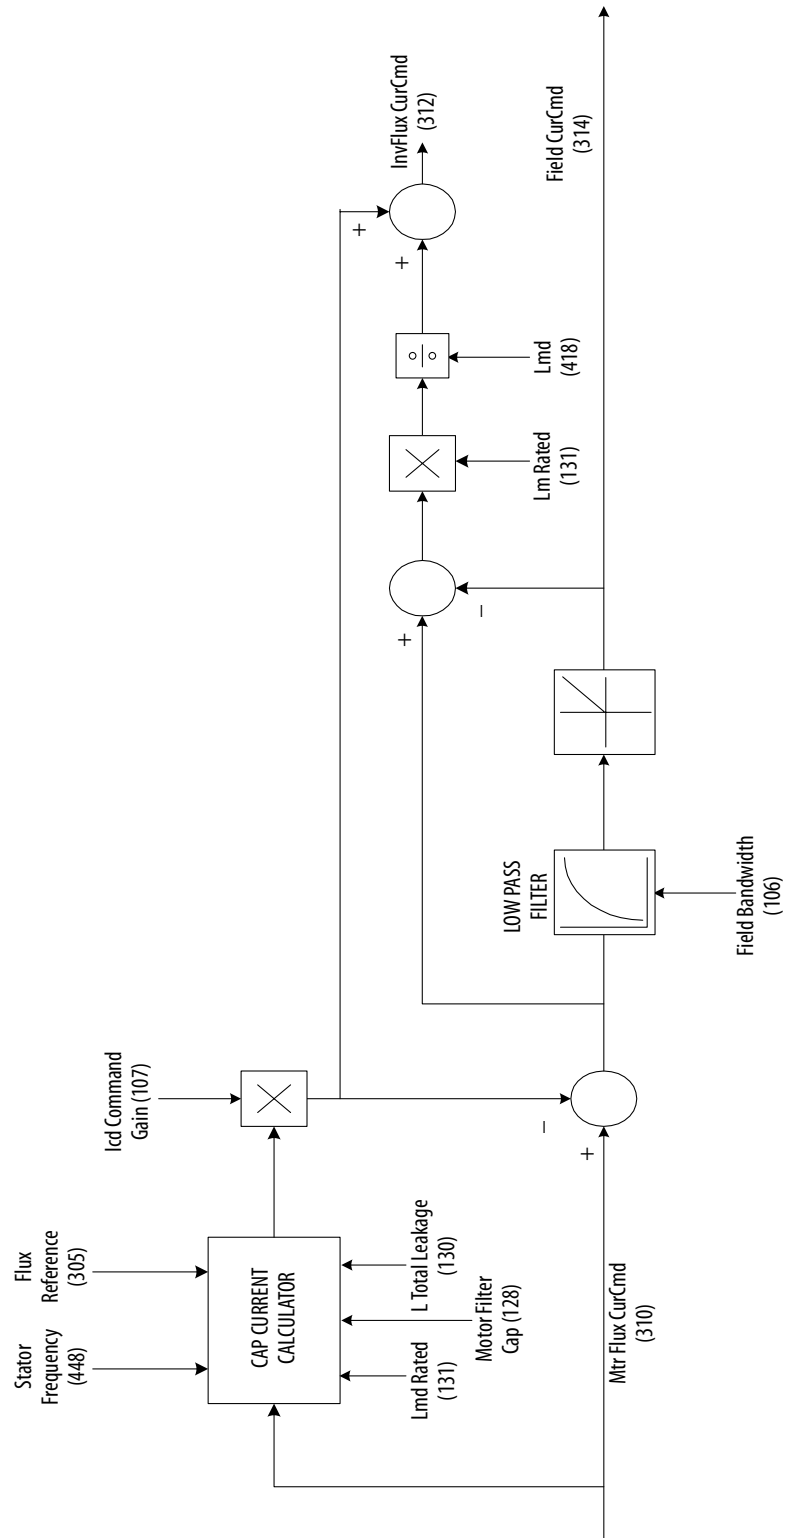 Stator
Frequency
(448)
Flux
Reference
(305)
CAP CURRENT
CALCULATOR
Lmd Rated
(131)
Motor Filter
Cap (128)
L Total Leakage
(130)
Mtr Flux CurCmd
(310)
Icd Command
Gain (107)
+
–
LOW PASS
FILTER
Field Bandwidth
(106)
+
–
Lm Rated
(131)
Lmd
(418)
+
+
InvFlux CurCmd
(312)
Field CurCmd
(314)